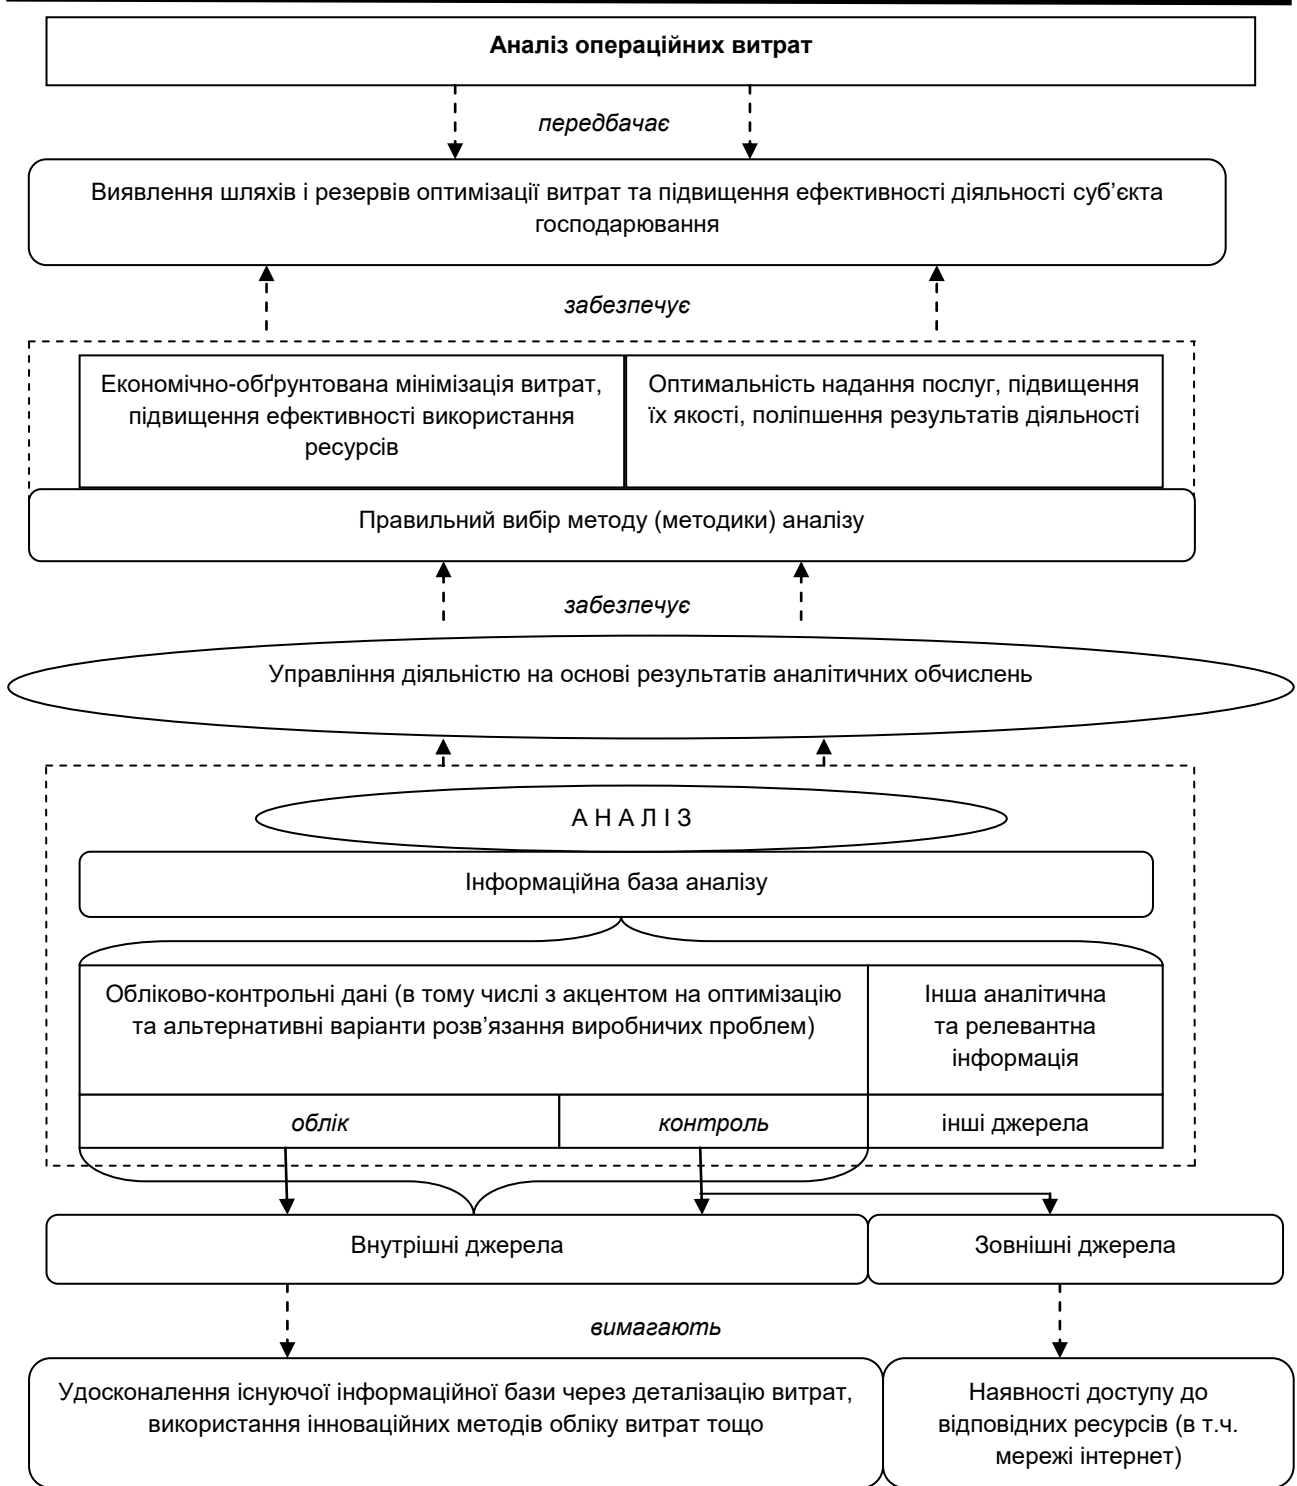 Аналіз операційних витрат
передбачає
Виявлення шляхів і резервів оптимізації витрат та підвищення ефективності діяльності суб’єкта
господарювання
забезпечує
Економічно-обґрунтована мінімізація витрат,
підвищення ефективності використання
ресурсів
Оптимальність надання послуг, підвищення
їх якості, поліпшення результатів діяльності
Правильний вибір методу (методики) аналізу
забезпечує
Управління діяльністю на основі результатів аналітичних обчислень
А Н А Л І З
Інформаційна база аналізу
Обліково-контрольні дані (в тому числі з акцентом на оптимізацію
та альтернативні варіанти розв’язання виробничих проблем)
Інша аналітична
та релевантна
інформація
облік
контроль
інші джерела
Внутрішні джерела
Зовнішні джерела
вимагають
Удосконалення існуючої інформаційної бази через деталізацію витрат,
використання інноваційних методів обліку витрат тощо
Наявності доступу до
відповідних ресурсів (в т.ч.
мережі інтернет)